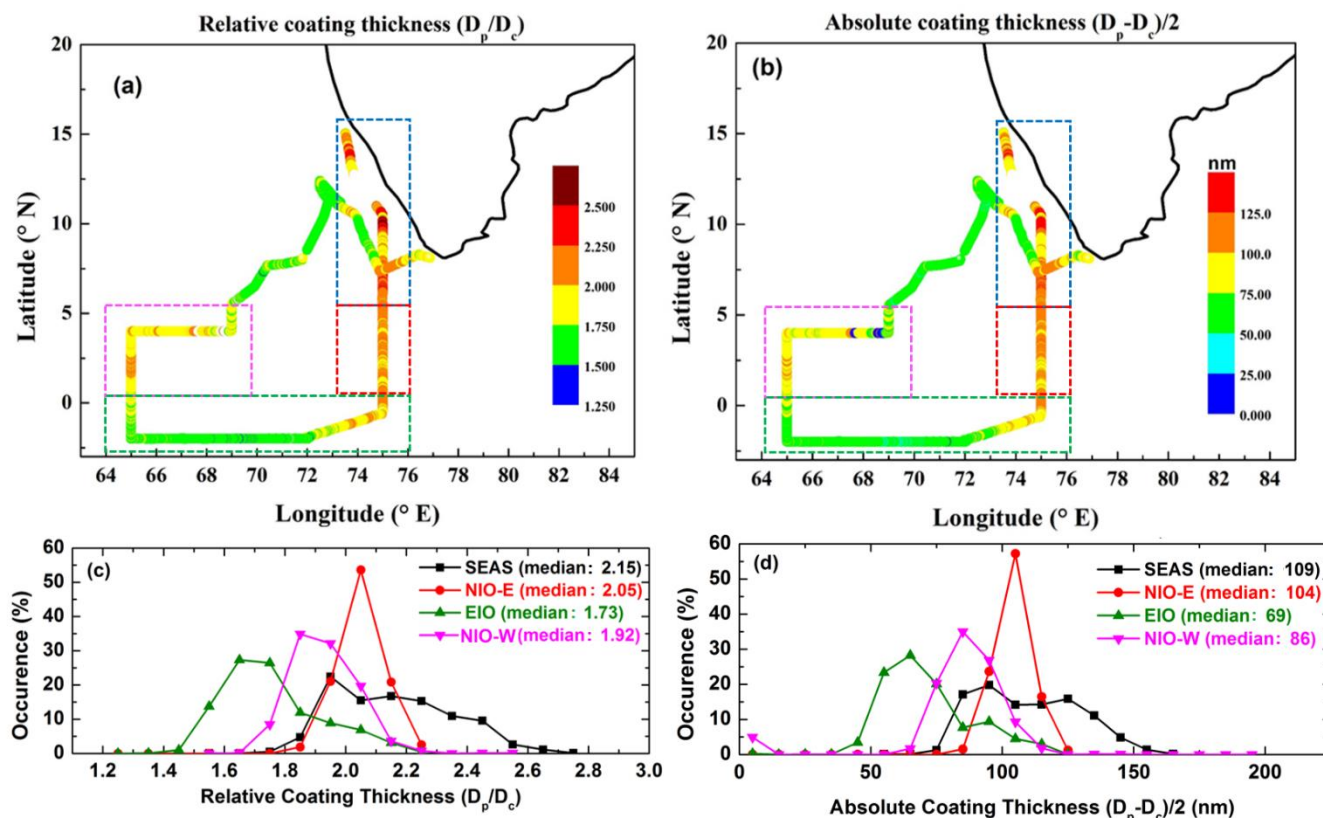 Relative coating thickness (Dp/Dc)
(a)
Latitude (° N)
20
15
10
5
0
2.500
2.250
2.000
1.750
1.500
1.250
64 66 68 70 72 73 76 78 80 82 84
Longitude (° E)
Absolute coating thickness (Dp-Dc)/2
(b)
Latitude (° N)
20
15
10
5
0
nm
125.0
100.0
75.00
50.00
25.00
0.000
64 66 68 70 72 73 76 78 80 82 84
Longitude (° E)
(c)
Occurence (%)
60
50
40
30
20
10
0
SEAS (median: 2.15)
NIO-E (median: 2.05)
EIO (median: 1.73)
NIO-W (median: 1.92)
1.2 1.4 1.6 1.8 2.0 2.2 2.4 2.6 2.8 3.0
Relative Coating Thickness (Dp/Dc)
(d)
Occurence (%)
60
50
40
30
20
10
0
SEAS (median: 109)
NIO-E (median: 104)
EIO (median: 69)
NIO-W (median: 86)
0 50 100 150 200
Absolute Coating Thickness (Dp-Dc)/2 (nm)